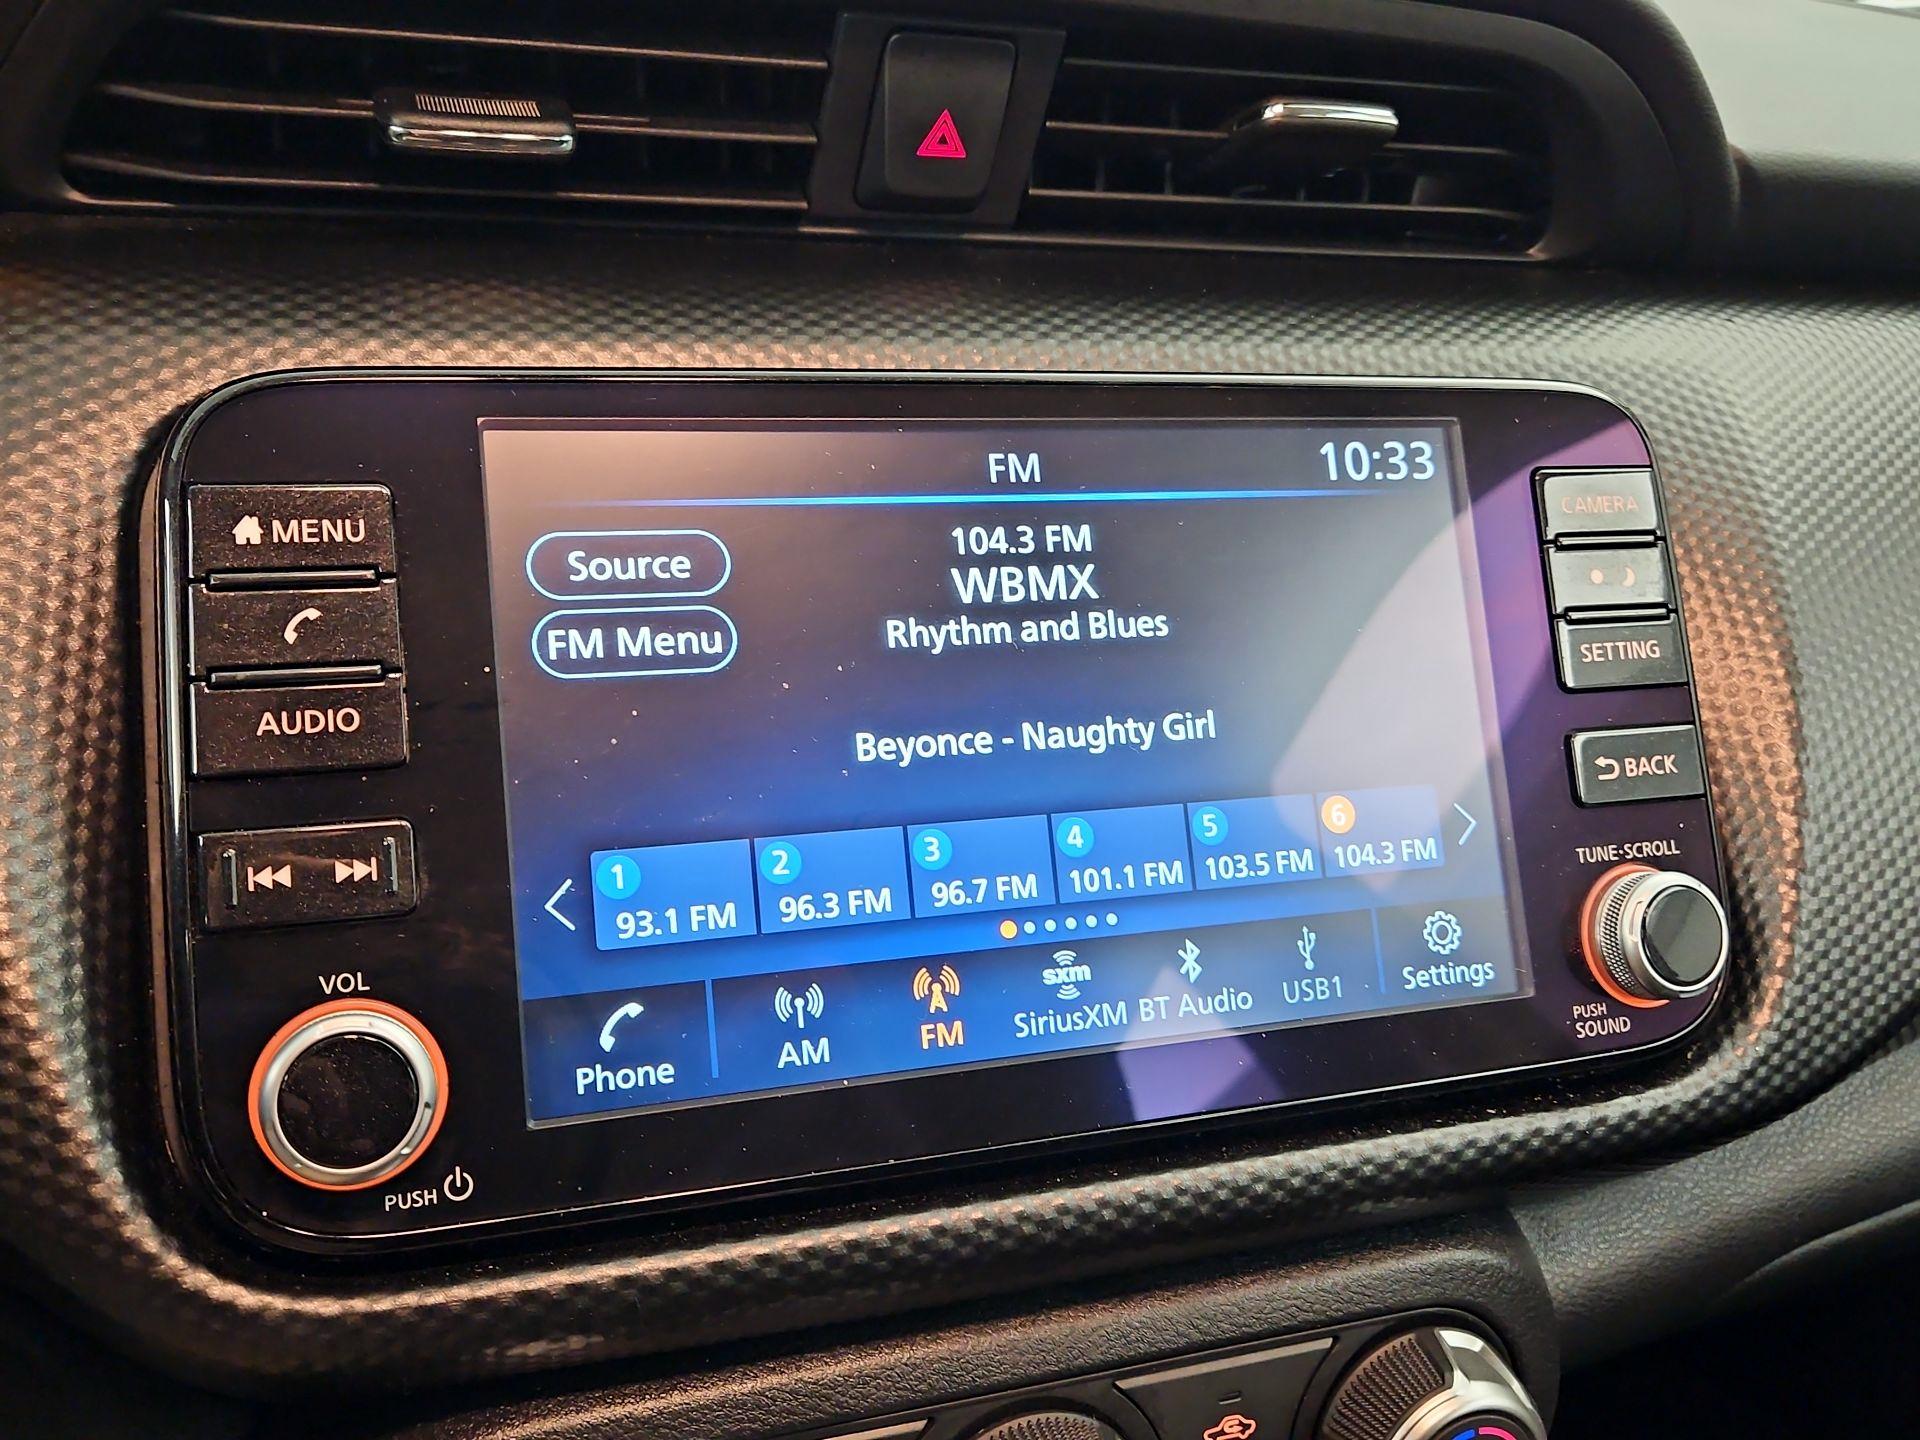 FM
10:33
MENU
CAMERA
Source
104.3 FM
WBMX
FM Menu
Rhythm and Blues
SETTING
AUDIO
Beyonce - Naughty Girl
BACK
1
2
3
4
5
6
93.1 FM
96.3 FM
96.7 FM
101.1 FM
103.5 FM
104.3 FM
TUNE·SCROLL
VOL
Phone
AM
FM
sxm
SiriusXM
BT Audio
USB1
Settings
PUSH
SOUND
PUSH